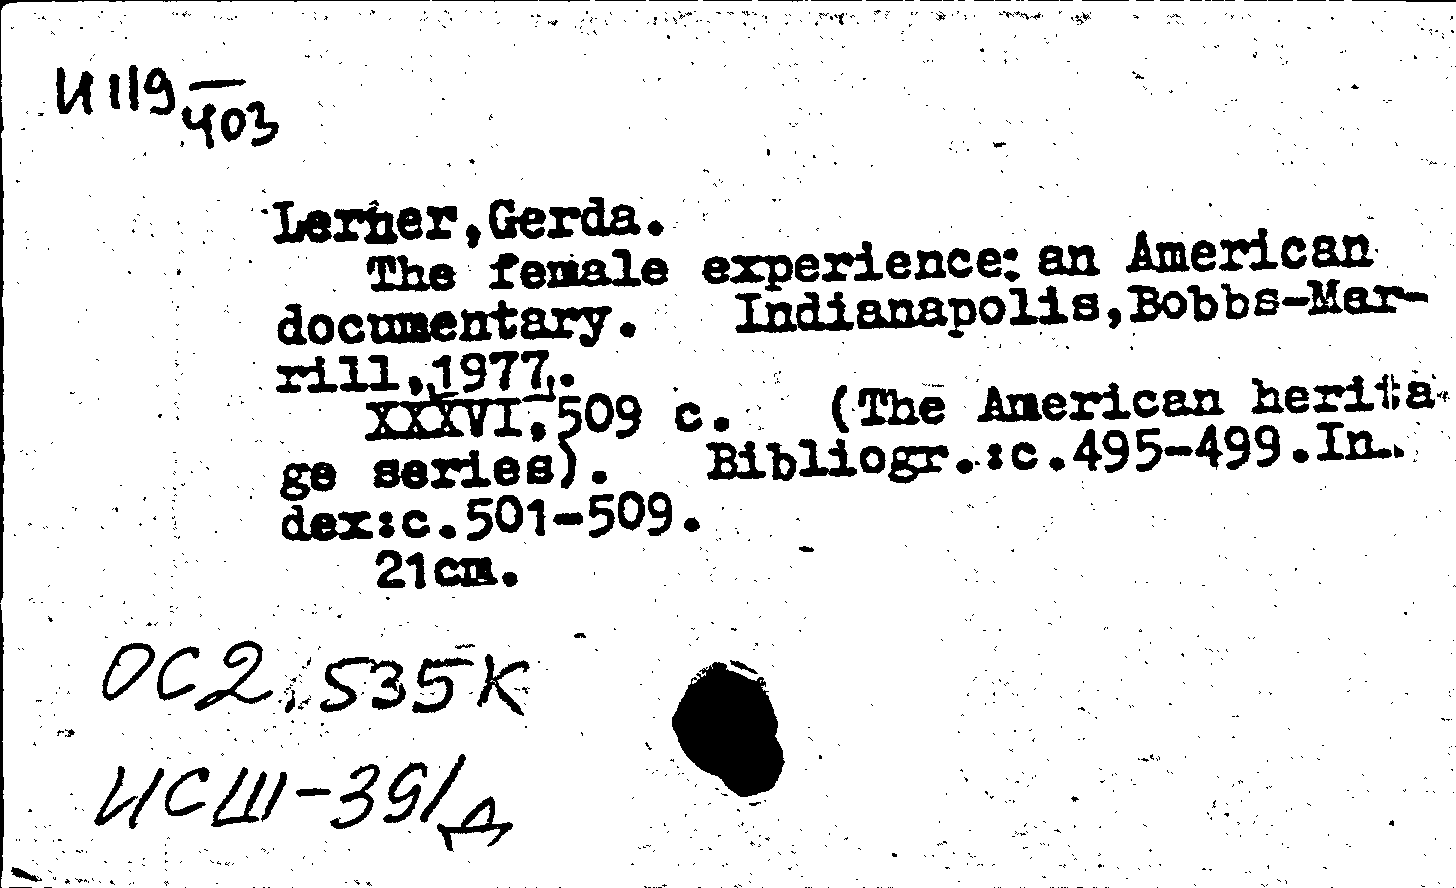 И119
403
Lerner,Gerda.
The female experience: an American
documentary. Indianapolis,Bobbs-Mer-
rill,1977.
XXXVI,509 c. (The American herita-
ge series). Bibliogr.:c.495-499.In-
dex:c.501-509.
21cm.
ОС2 535К
ИСШ-391д